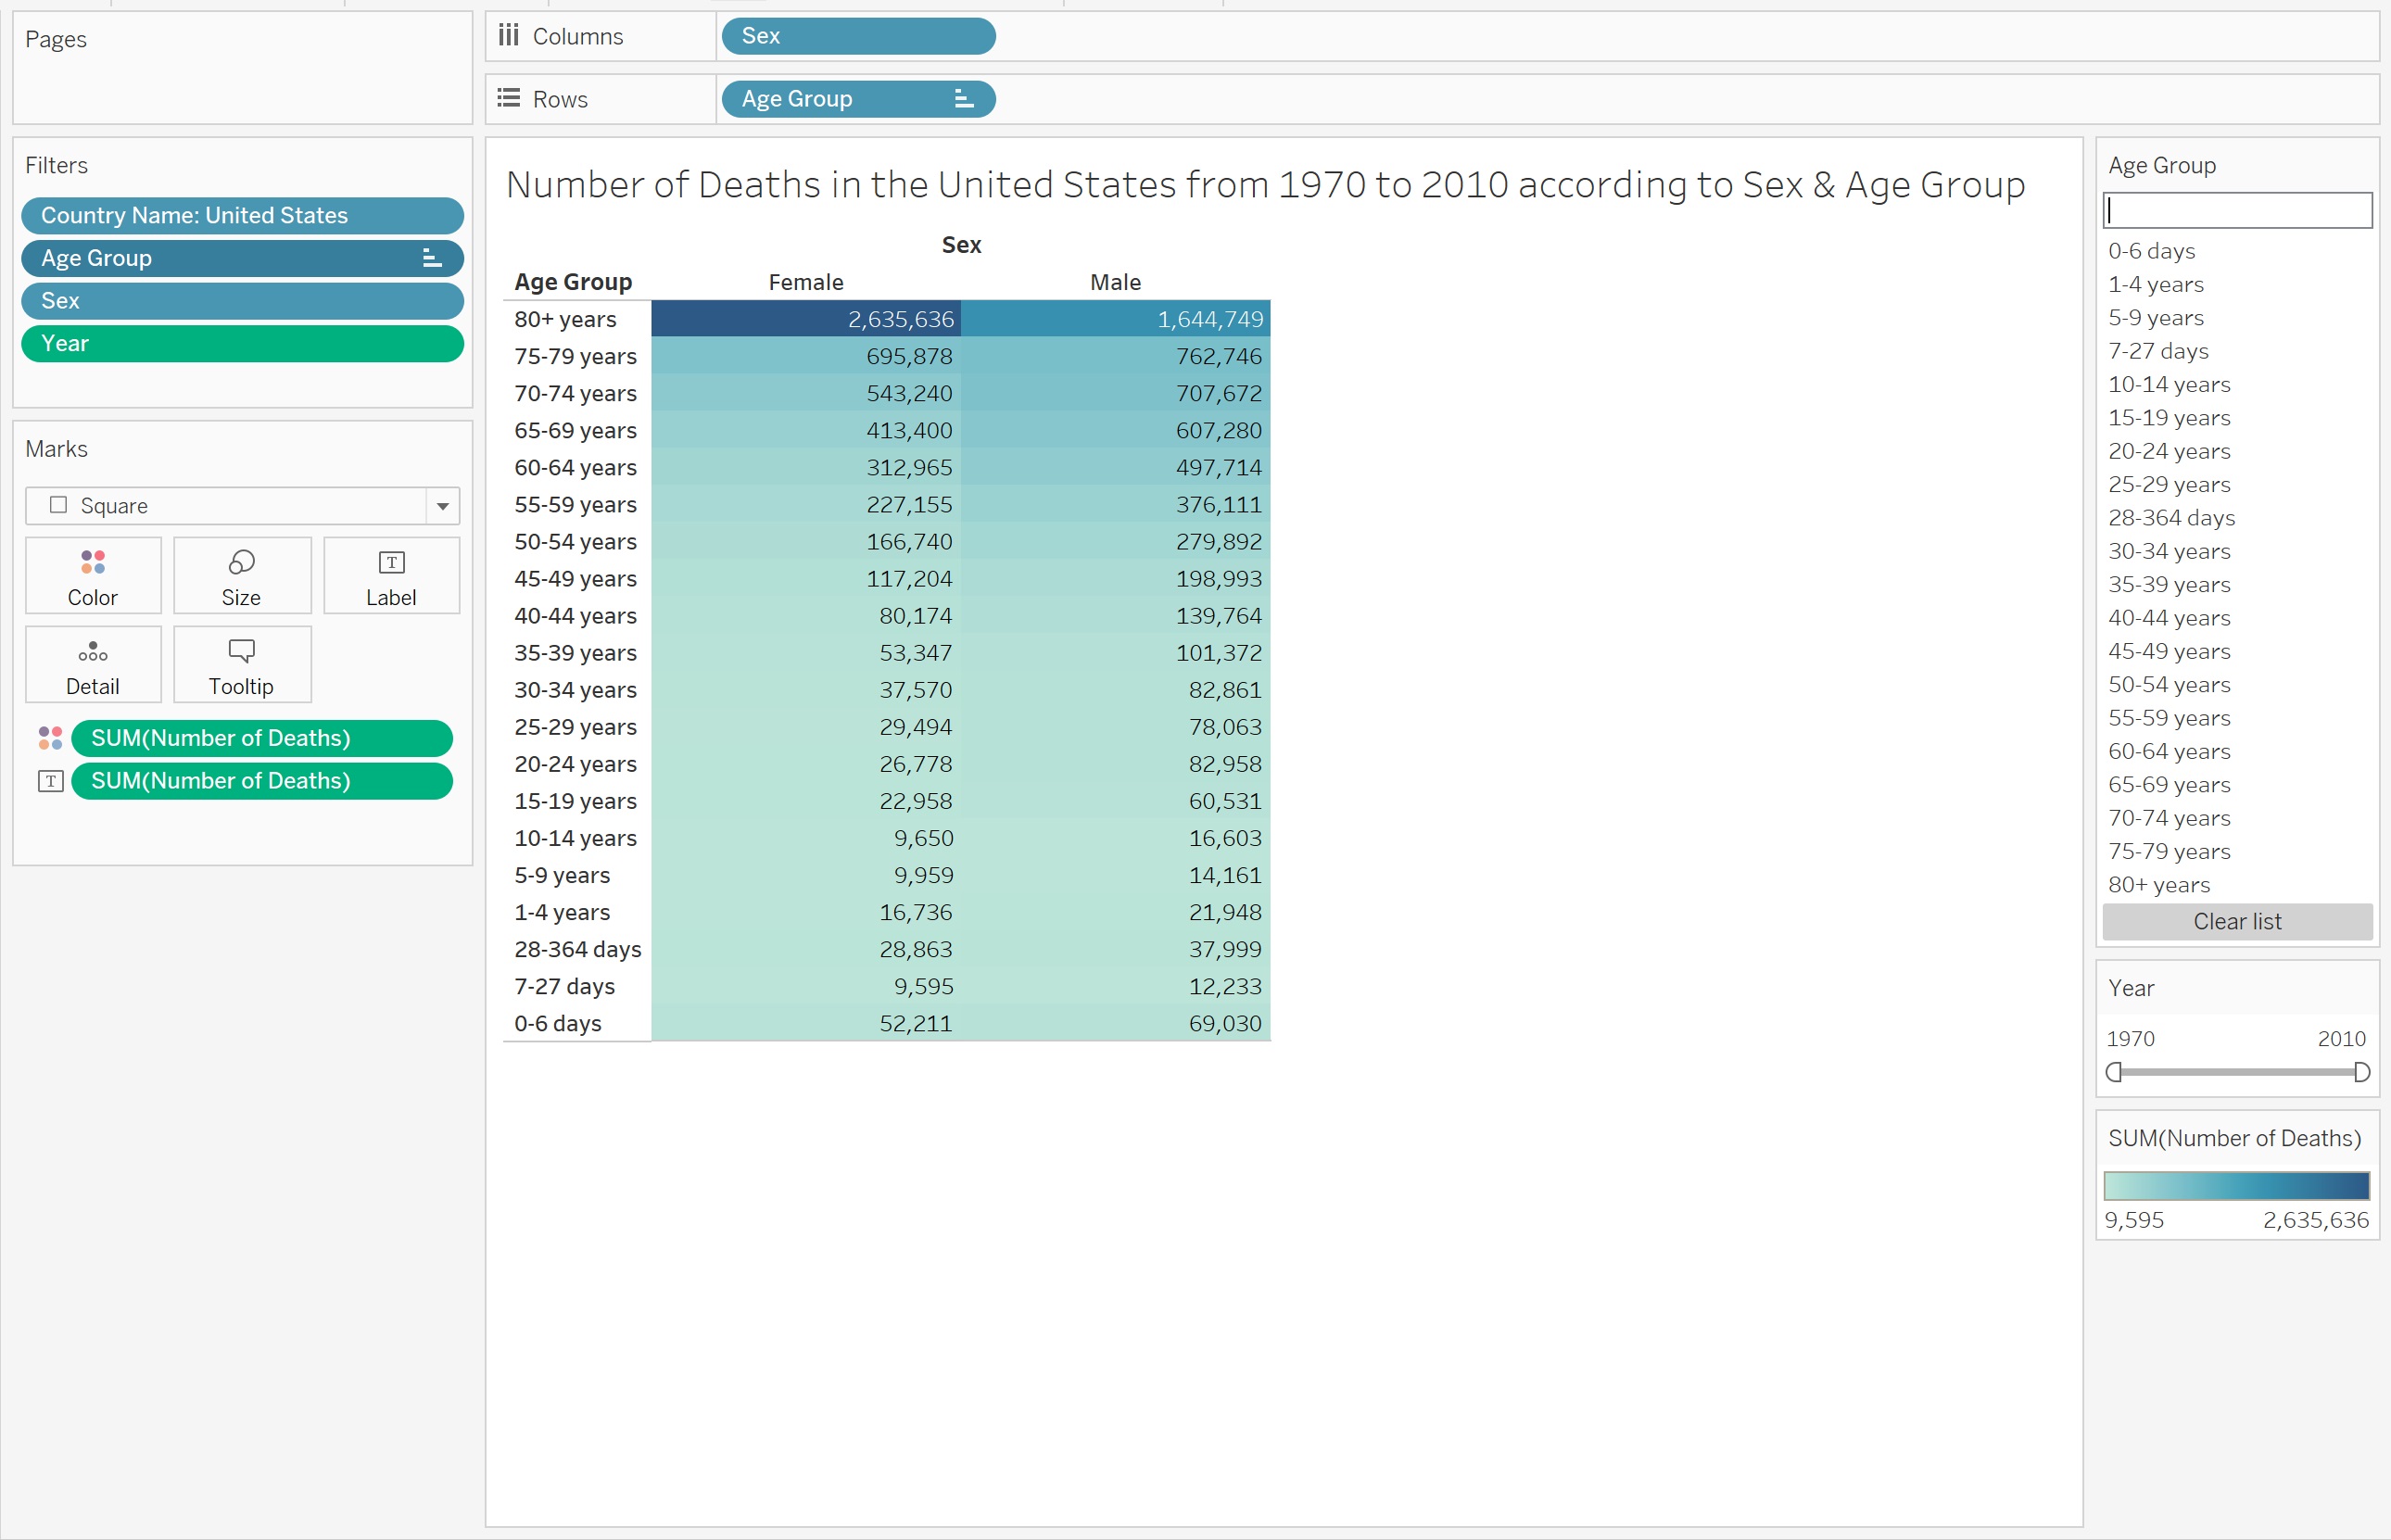 Pages
Columns
Sex
Rows
Age Group
Filters
Country Name: United States
Age Group
Sex
Year
Marks
Square
Color
Size
T
Label
Detail
Tooltip
SUM(Number of Deaths)
T
SUM(Number of Deaths)
Number of Deaths in the United States from 1970 to 2010 according to Sex & Age Group
Sex
Age Group Female Male
80+ years 2,635,636 1,644,749
75-79 years 695,878 762,746
70-74 years 543,240 707,672
65-69 years 413,400 607,280
60-64 years 312,965 497,714
55-59 years 227,155 376,111
50-54 years 166,740 279,892
45-49 years 117,204 198,993
40-44 years 80,174 139,764
35-39 years 53,347 101,372
30-34 years 37,570 82,861
25-29 years 29,494 78,063
20-24 years 26,778 82,958
15-19 years 22,958 60,531
10-14 years 9,650 16,603
5-9 years 9,959 14,161
1-4 years 16,736 21,948
28-364 days 28,863 37,999
7-27 days 9,595 12,233
0-6 days 52,211 69,030
Age Group
0-6 days
1-4 years
5-9 years
7-27 days
10-14 years
15-19 years
20-24 years
25-29 years
28-364 days
30-34 years
35-39 years
40-44 years
45-49 years
50-54 years
55-59 years
60-64 years
65-69 years
70-74 years
75-79 years
80+ years
Clear list
Year
1970 2010
SUM(Number of Deaths)
9,595 2,635,636